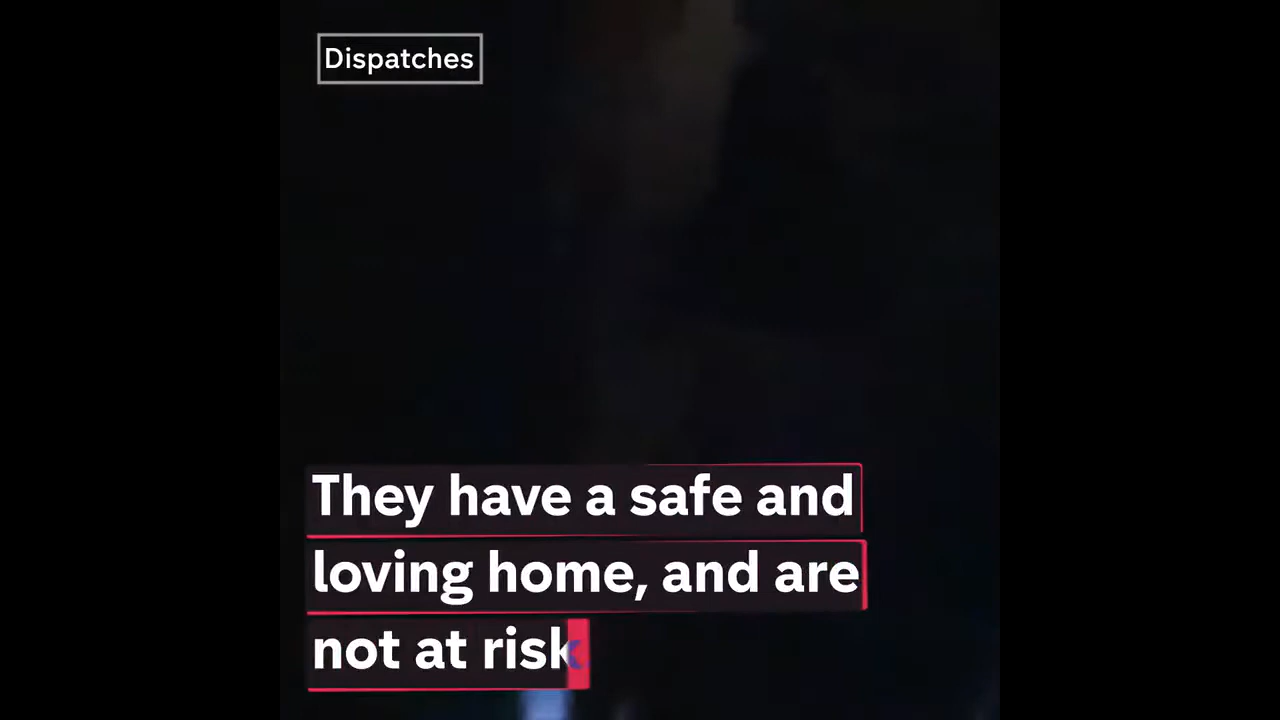 Dispatches
They have a safe and
loving home, and are
not at risk